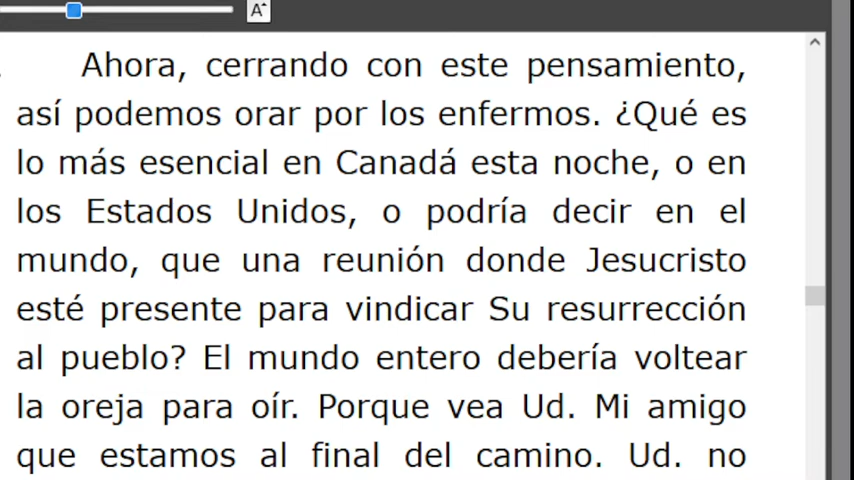 A
Ahora, cerrando con este pensamiento,
así podemos orar por los enfermos. ¿Qué es
lo más esencial en Canadá esta noche, o en
los Estados Unidos, o podría decir en el
mundo, que una reunión donde Jesucristo
esté presente para vindicar Su resurrección
al pueblo? El mundo entero debería voltear
la oreja para oír. Porque vea Ud. Mi amigo
que estamos al final del camino. Ud. no